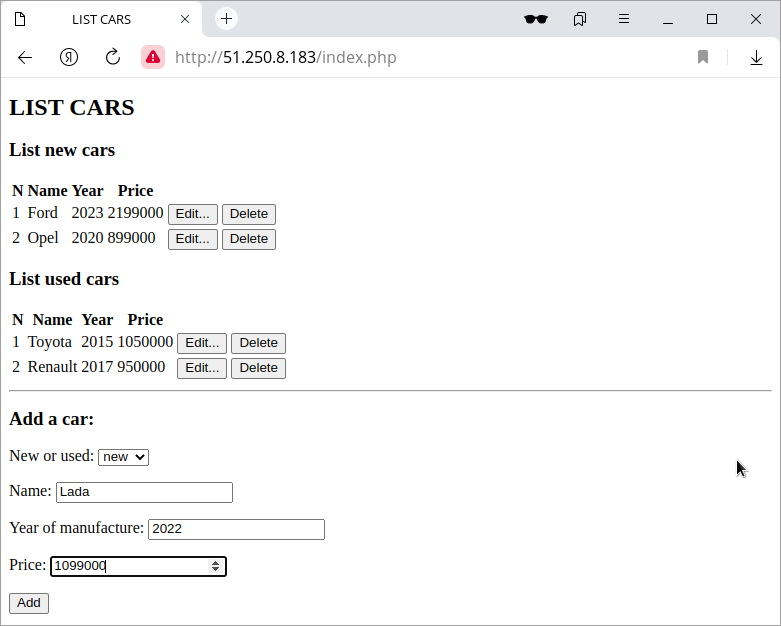 LIST CARS
http://51.250.8.183/index.php
LIST CARS
List new cars
N Name Year Price
1 Ford 2023 2199000 Edit... Delete
2 Opel 2020 899000 Edit... Delete
List used cars
N Name Year Price
1 Toyota 2015 1050000 Edit... Delete
2 Renault 2017 950000 Edit... Delete
Add a car:
New or used: new
Name: Lada
Year of manufacture: 2022
Price: 1099000
Add